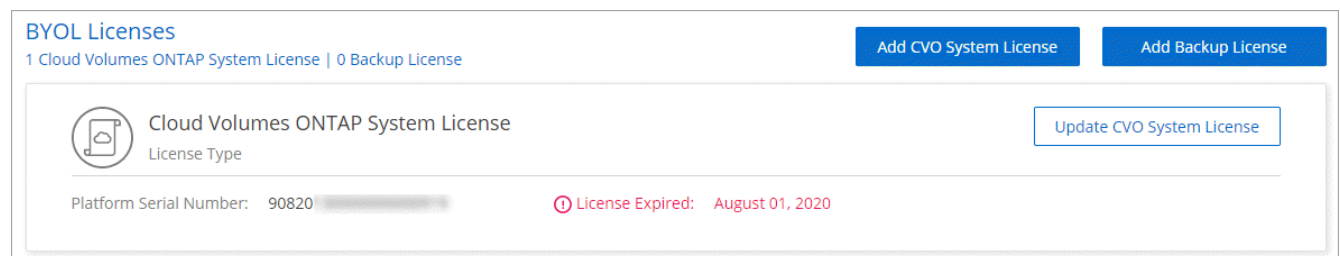 BYOL Licenses
1 Cloud Volumes ONTAP System License | 0 Backup License
Add CVO System License
Add Backup License
Cloud Volumes ONTAP System License
License Type
Update CVO System License
Platform Serial Number: 90820
License Expired: August 01, 2020